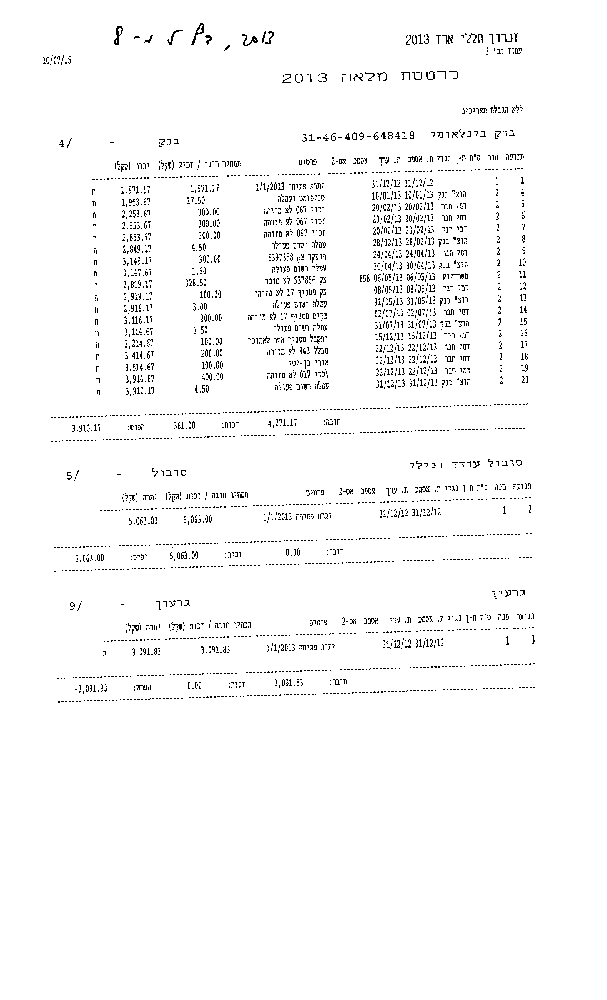 2013, דף 5 מ-8
זכרון חללי ארז 2013
עמוד מס' 3
10/07/15
כרטסת מלאה 2013
ללא הגבלת תאריכים
בנק בינלאומי 31-46-409-648418 בנק - 4/
תנועה מנה ס"ת ח-ן נגדי ת. אסמכ ת. ערך אסמכ אס-2 פרטים תמחיר חובה / זכות (שקל) יתרה (שקל)
1 1 31/12/12 31/12/12 יתרת פתיחה 1/1/2013 1,971.17 1,971.17 ח
4 2 הוצ" בנק 10/01/13 10/01/13 סניפומט ועמלה 17.50 1,953.67 ח
5 2 דמי חבר 20/02/13 20/02/13 זכוי 067 לא מזוהה 300.00 2,253.67 ח
6 2 דמי חבר 20/02/13 20/02/13 זכוי 067 לא מזוהה 300.00 2,553.67 ח
7 2 דמי חבר 20/02/13 20/02/13 זכוי 067 לא מזוהה 300.00 2,853.67 ח
8 2 הוצ" בנק 28/02/13 28/02/13 עמלה רשום פעולה 4.50 2,849.17 ח
9 2 דמי חבר 24/04/13 24/04/13 הופקד צק 5397358 300.00 3,149.17 ח
10 2 הוצ" בנק 30/04/13 30/04/13 עמלת רשום פעולה 1.50 3,147.67 ח
11 2 משרדיות 06/05/13 06/05/13 856 צק 537856 לא מוכר 328.50 2,819.17 ח
12 2 דמי חבר 08/05/13 08/05/13 צק מסניף 17 לא מזוהה 100.00 2,919.17 ח
13 2 הוצ" בנק 31/05/13 31/05/13 עמלה רשום פעולה 3.00 2,916.17 ח
14 2 דמי חבר 02/07/13 02/07/13 צקים מסניף 17 לא מזוהה 200.00 3,116.17 ח
15 2 הוצ" בנק 31/07/13 31/07/13 עמלה רשום פעולה 1.50 3,114.67 ח
16 2 דמי חבר 15/12/13 15/12/13 התקבל מסניף אחר לאמוכר 100.00 3,214.67 ח
17 2 דמי חבר 22/12/13 22/12/13 מבלל 943 לא מזוהה 200.00 3,414.67 ח
18 2 דמי חבר 22/12/13 22/12/13 אורי בן-ישי 100.00 3,514.67 ח
19 2 דמי חבר 22/12/13 22/12/13 \כוי 017 לא מזוהה 400.00 3,914.67 ח
20 2 הוצ" בנק 31/12/13 31/12/13 עמלה רשום פעולה 4.50 3,910.17 ח
חובה: 4,271.17 זכות: 361.00 הפרש: -3,910.17
סובול עודד ונילי סובול - 5/
תנועה מנה ס"ת ח-ן נגדי ת. אסמכ ת. ערך אסמכ אס-2 פרטים תמחיר חובה / זכות (שקל) יתרה (שקל)
2 1 31/12/12 31/12/12 יתרת פתיחה 1/1/2013 5,063.00 5,063.00
חובה: 0.00 זכות: 5,063.00 הפרש: 5,063.00
גרעון גרעון - 9/
תנועה מנה ס"ת ח-ן נגדי ת. אסמכ ת. ערך אסמכ אס-2 פרטים תמחיר חובה / זכות (שקל) יתרה (שקל)
3 1 31/12/12 31/12/12 יתרת פתיחה 1/1/2013 3,091.83 3,091.83 ח
חובה: 3,091.83 זכות: 0.00 הפרש: -3,091.83